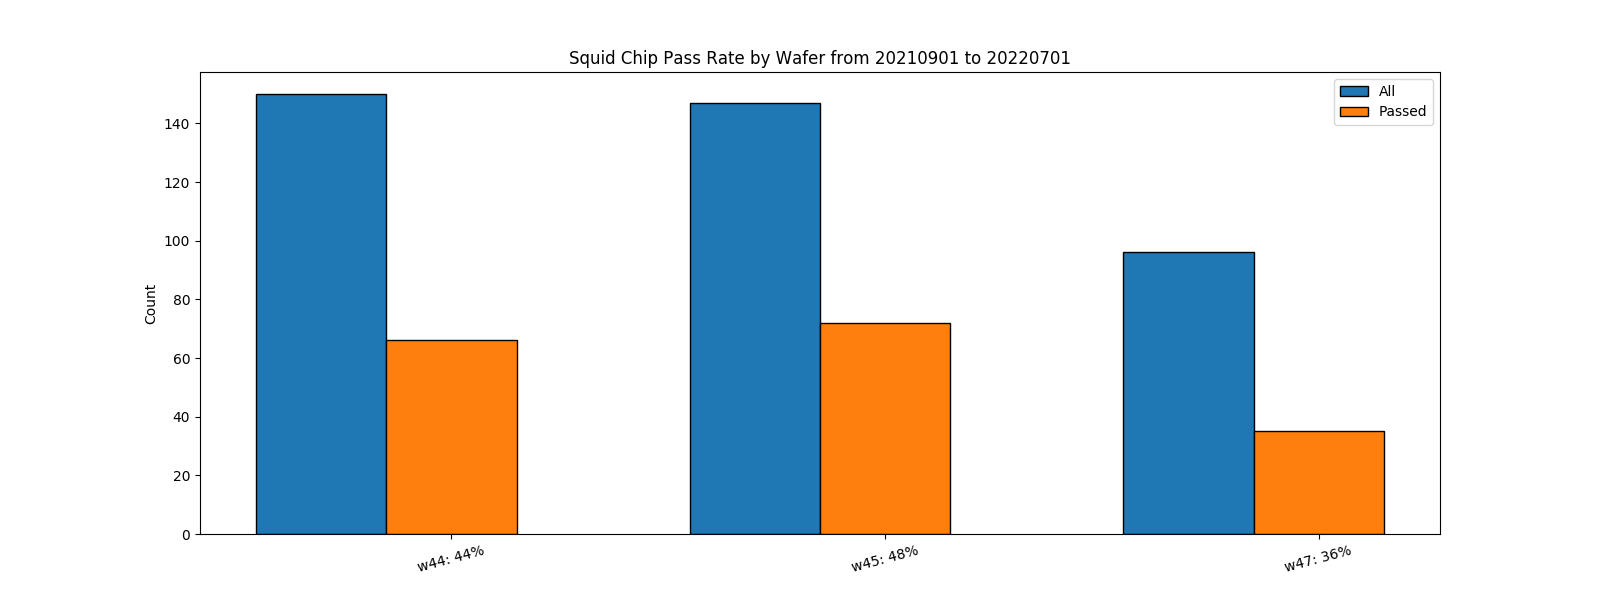 Squid Chip Pass Rate by Wafer from 20210901 to 20220701
All
Passed
Count
140
120
100
80
60
40
20
0
w44: 44%
w45: 48%
w47: 36%